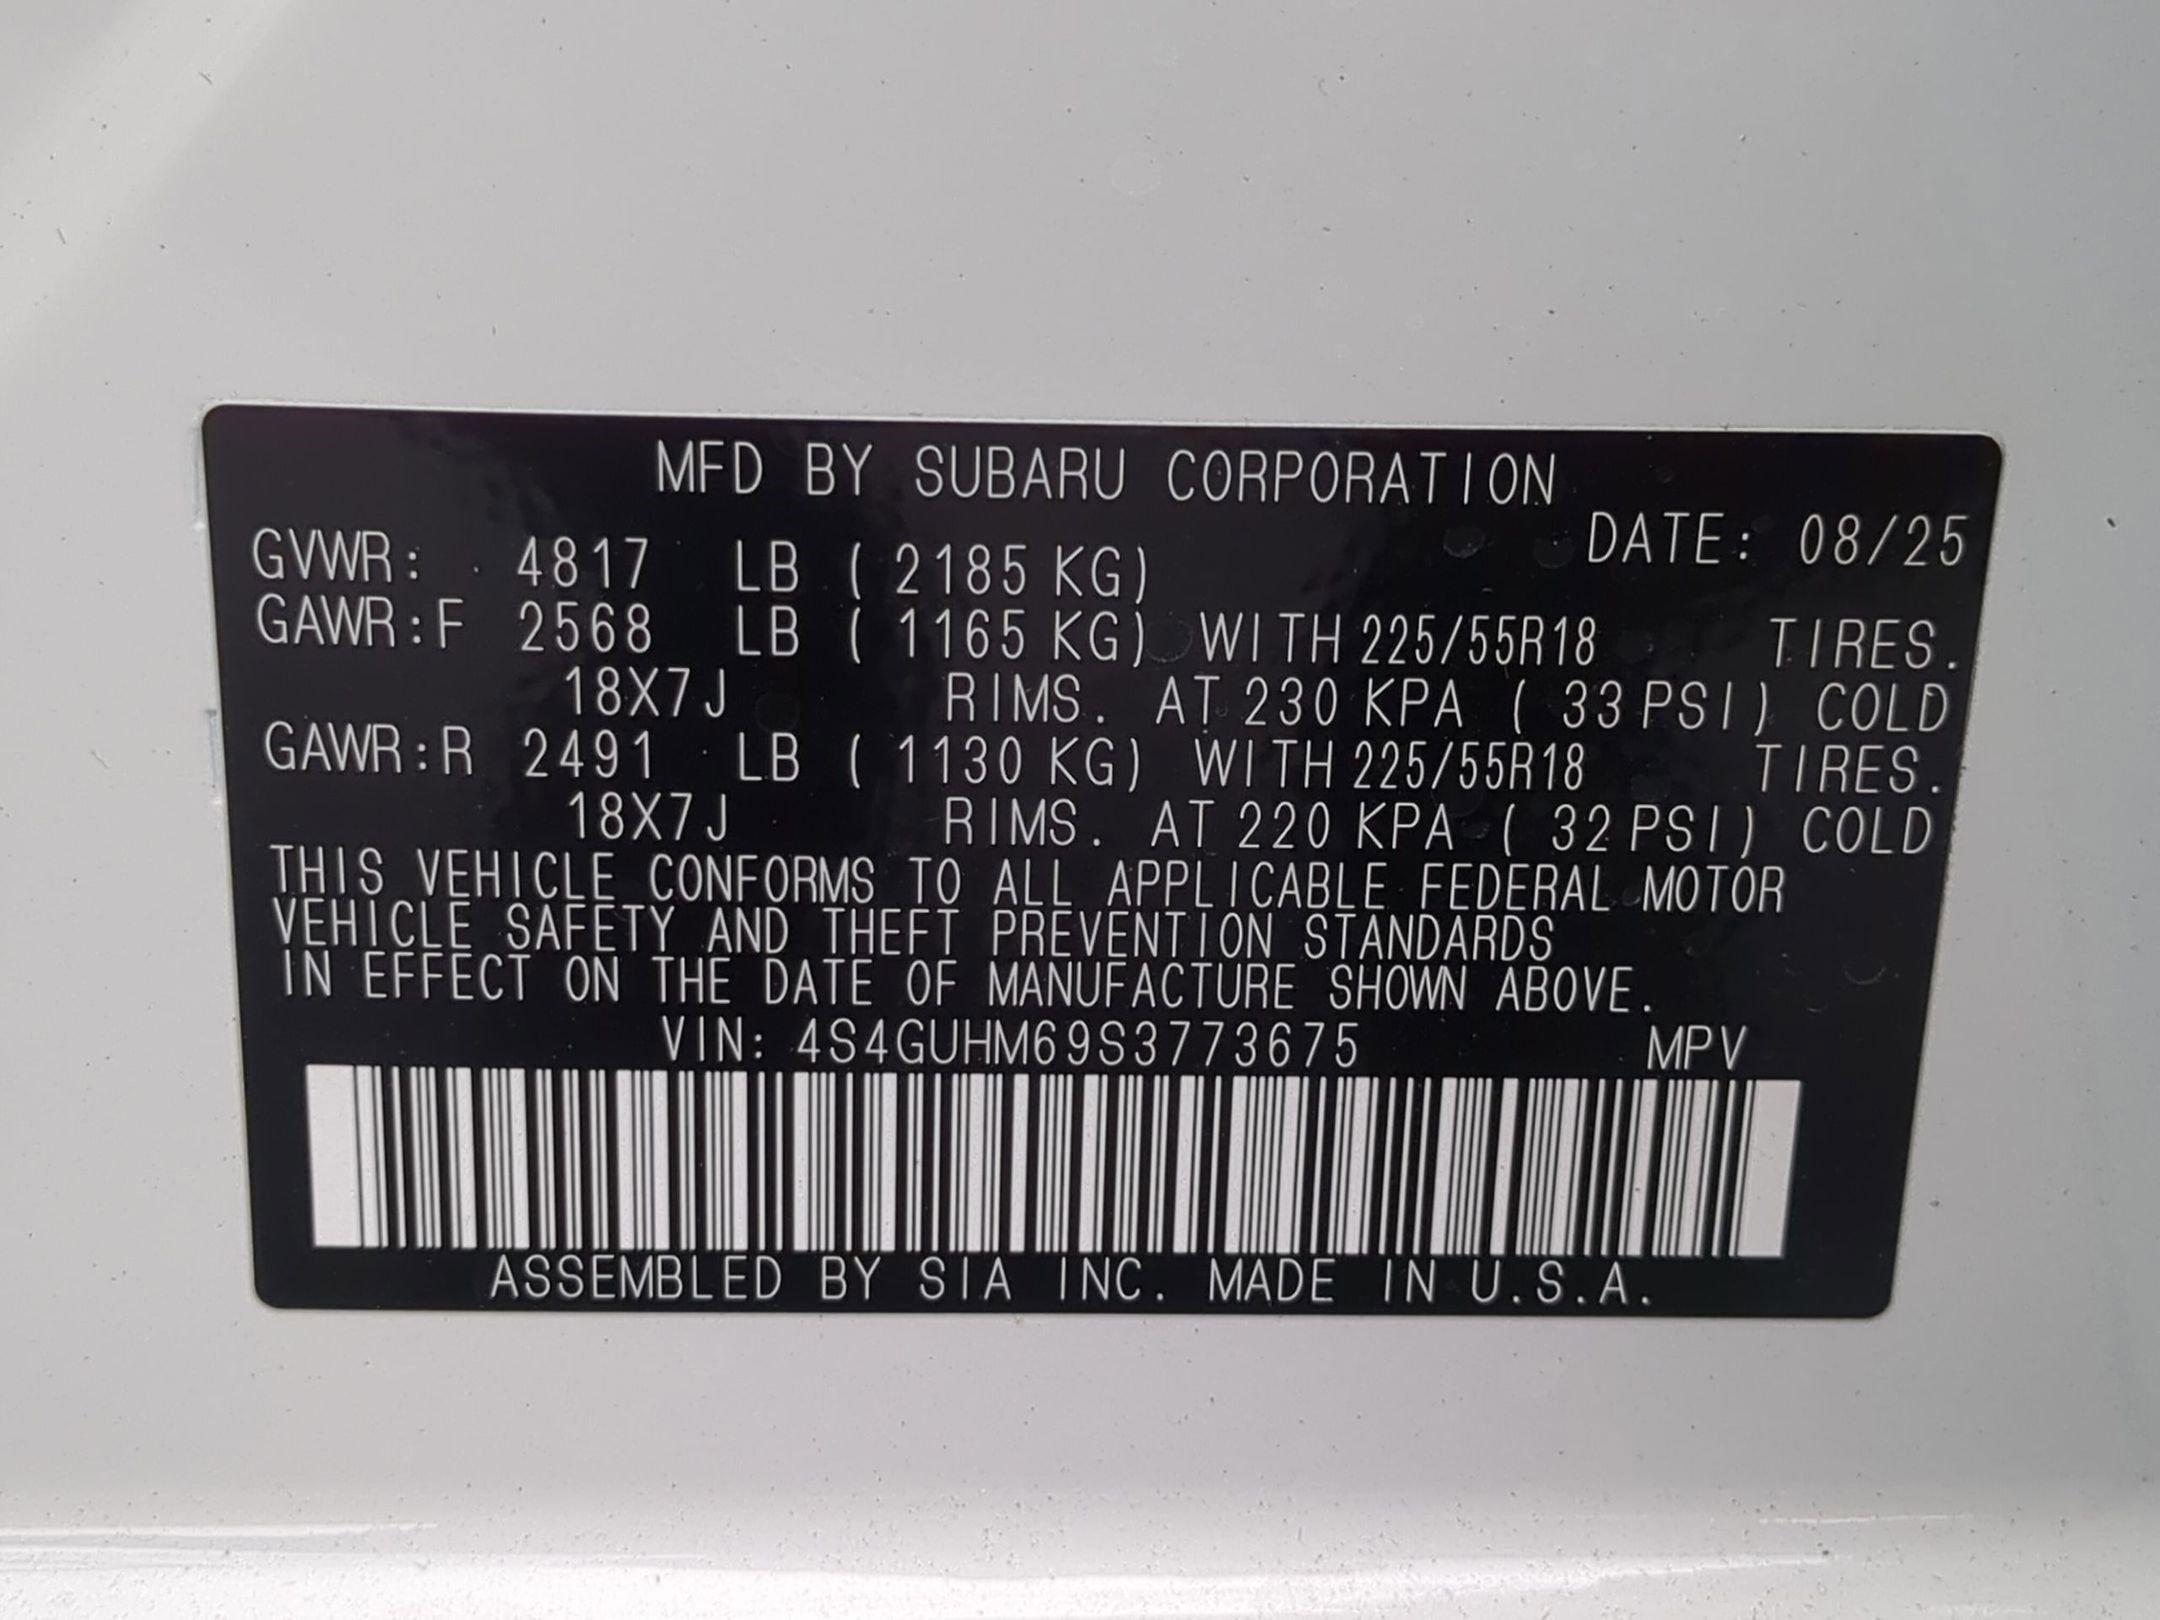 MFD BY SUBARU CORPORATION
DATE: 08/25
GVWR: 4817 LB ( 2185 KG)
GAWR:F 2568 LB ( 1165 KG) WITH 225/55R18 TIRES.
18X7J RIMS. AT 230 KPA ( 33 PSI) COLD
GAWR:R 2491 LB ( 1130 KG) WITH 225/55R18 TIRES.
18X7J RIMS. AT 220 KPA ( 32 PSI) COLD
THIS VEHICLE CONFORMS TO ALL APPLICABLE FEDERAL MOTOR
VEHICLE SAFETY AND THEFT PREVENTION STANDARDS
IN EFFECT ON THE DATE OF MANUFACTURE SHOWN ABOVE.
VIN: 4S4GUHM69S3773675 MPV
ASSEMBLED BY SIA INC. MADE IN U.S.A.